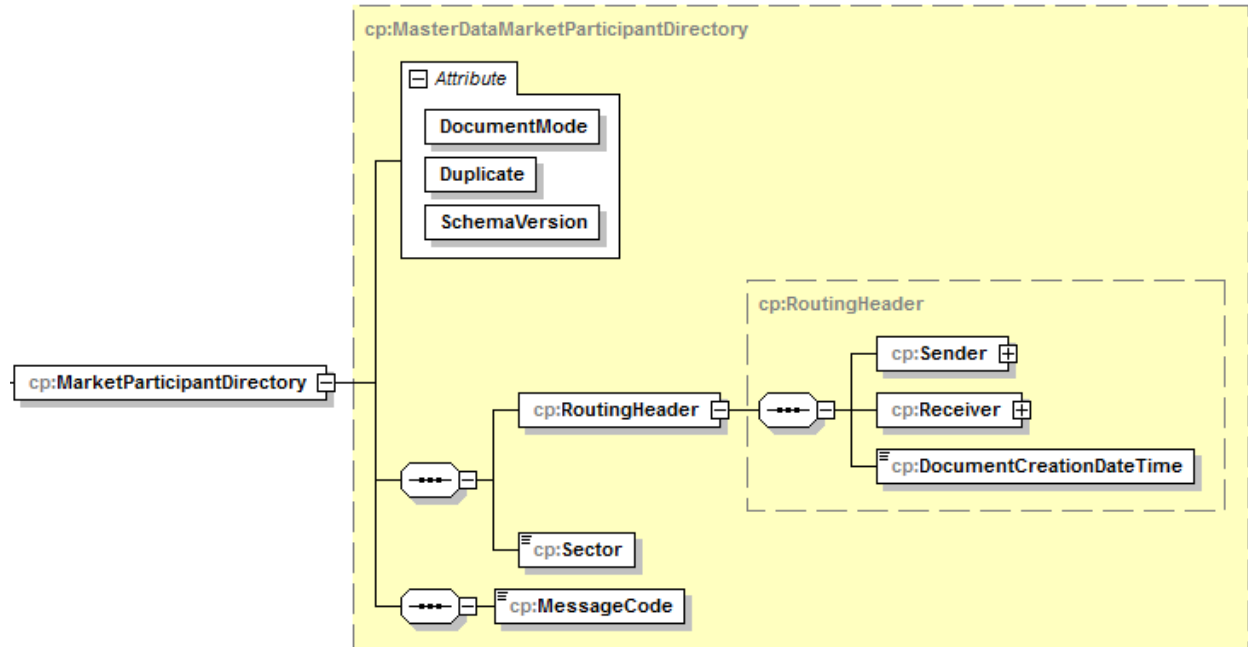 cp:MasterDataMarketParticipantDirectory
Attribute
DocumentMode
Duplicate
SchemaVersion
cp:RoutingHeader
cp:Sender
cp:MarketParticipantDirectory
cp:RoutingHeader
cp:Receiver
cp:DocumentCreationDateTime
cp:Sector
cp:MessageCode